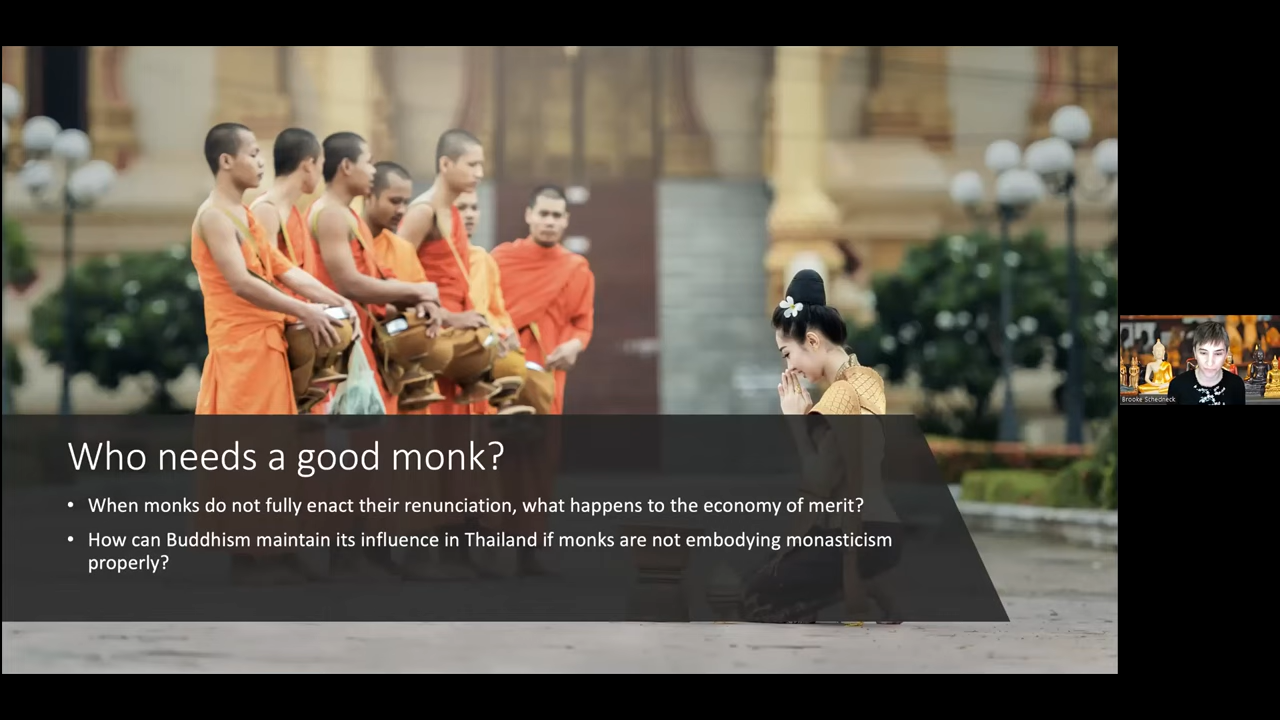 Who needs a good monk?
• When monks do not fully enact their renunciation, what happens to the economy of merit?
• How can Buddhism maintain its influence in Thailand if monks are not embodying monasticism
properly?
Brooke Schedneck